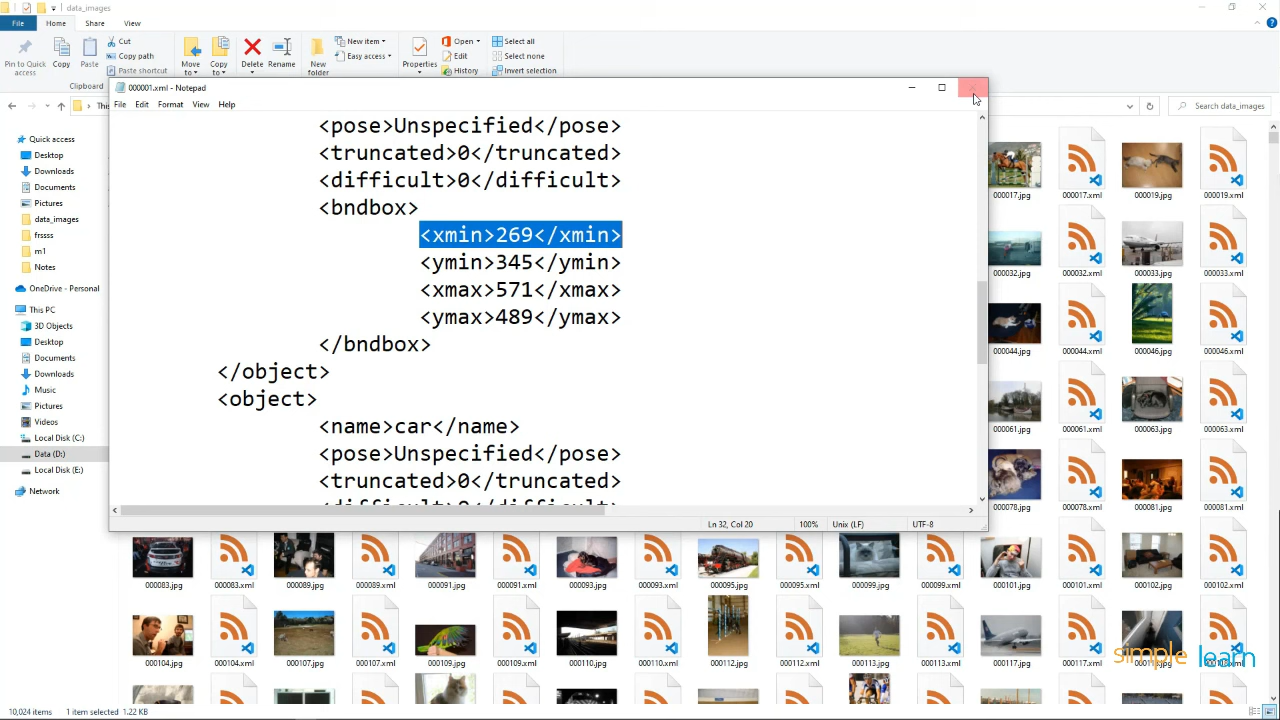 data_images
File
Home
Share
View
Pin to Quick access
Copy
Paste
Cut
Copy path
Paste shortcut
Clipboard
Move to
Copy to
Delete
Rename
New folder
New item
Easy access
Properties
Open
Edit
History
Select all
Select none
Invert selection
This
Search data_images
000001.xml - Notepad
File Edit Format View Help
<pose>Unspecified</pose>
<truncated>0</truncated>
<difficult>0</difficult>
<bndbox>
<xmin>269</xmin>
<ymin>345</ymin>
<xmax>571</xmax>
<ymax>489</ymax>
</bndbox>
</object>
<object>
<name>car</name>
<pose>Unspecified</pose>
<truncated>0</truncated>
<difficult>0</difficult>
Ln 32, Col 20 100% Unix (LF) UTF-8
Quick access
Desktop
Downloads
Documents
Pictures
data_images
frssss
m1
Notes
OneDrive - Personal
This PC
3D Objects
Desktop
Documents
Downloads
Music
Pictures
Videos
Local Disk (C:)
Data (D:)
Local Disk (E:)
Network
000017.jpg 000017.xml 000019.jpg 000019.xml
000032.jpg 000032.xml 000033.jpg 000033.xml
000044.jpg 000044.xml 000046.jpg 000046.xml
000061.jpg 000061.xml 000063.jpg 000063.xml
000078.jpg 000078.xml 000081.jpg 000081.xml
000083.jpg 000083.xml 000089.jpg 000089.xml 000091.jpg 000091.xml 000093.jpg 000093.xml 000095.jpg 000095.xml 000099.jpg 000099.xml 000101.jpg 000101.xml 000102.jpg 000102.xml
000104.jpg 000104.xml 000107.jpg 000107.xml 000109.jpg 000109.xml 000110.jpg 000110.xml 000112.jpg 000112.xml 000113.jpg 000113.xml 000117.jpg 000117.xml
simplelearn
10,024 items 1 item selected 1.22 KB